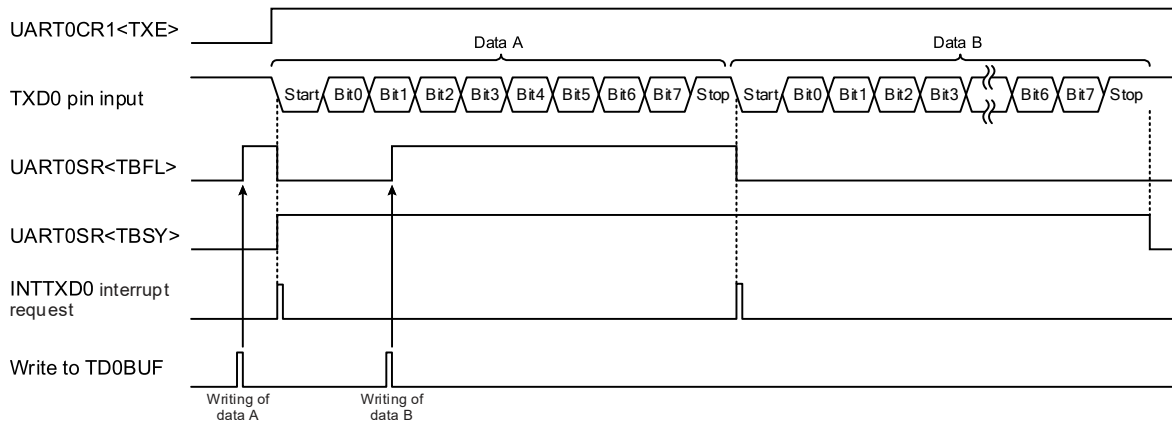 UART0CR1<TXE>
Data A
Data B
TXD0 pin input
Start Bit0 Bit1 Bit2 Bit3 Bit4 Bit5 Bit6 Bit7 Stop Start Bit0 Bit1 Bit2 Bit3 Bit6 Bit7 Stop
UART0SR<TBFL>
UART0SR<TBSY>
INTTXD0 interrupt
request
Write to TD0BUF
Writing of
data A
Writing of
data B